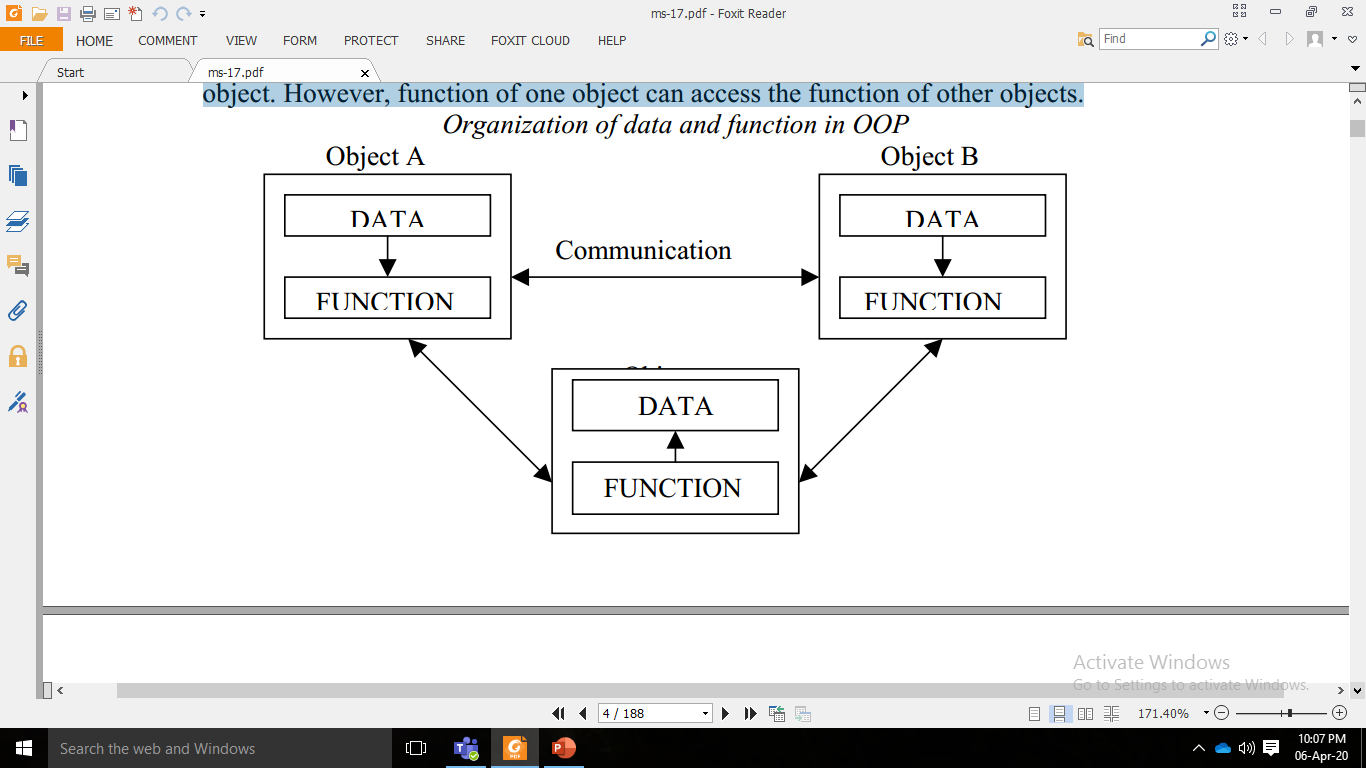 ms-17.pdf - Foxit Reader
FILE HOME COMMENT VIEW FORM PROTECT SHARE FOXIT CLOUD HELP
Find
Start
ms-17.pdf
object. However, function of one object can access the function of other objects.
Organization of data and function in OOP
Object A
Object B
DATA
DATA
Communication
FUNCTION
FUNCTION
DATA
FUNCTION
Activate Windows
Go to Settings to activate Windows.
4 / 188
171.40%
Search the web and Windows
10:07 PM
06-Apr-20